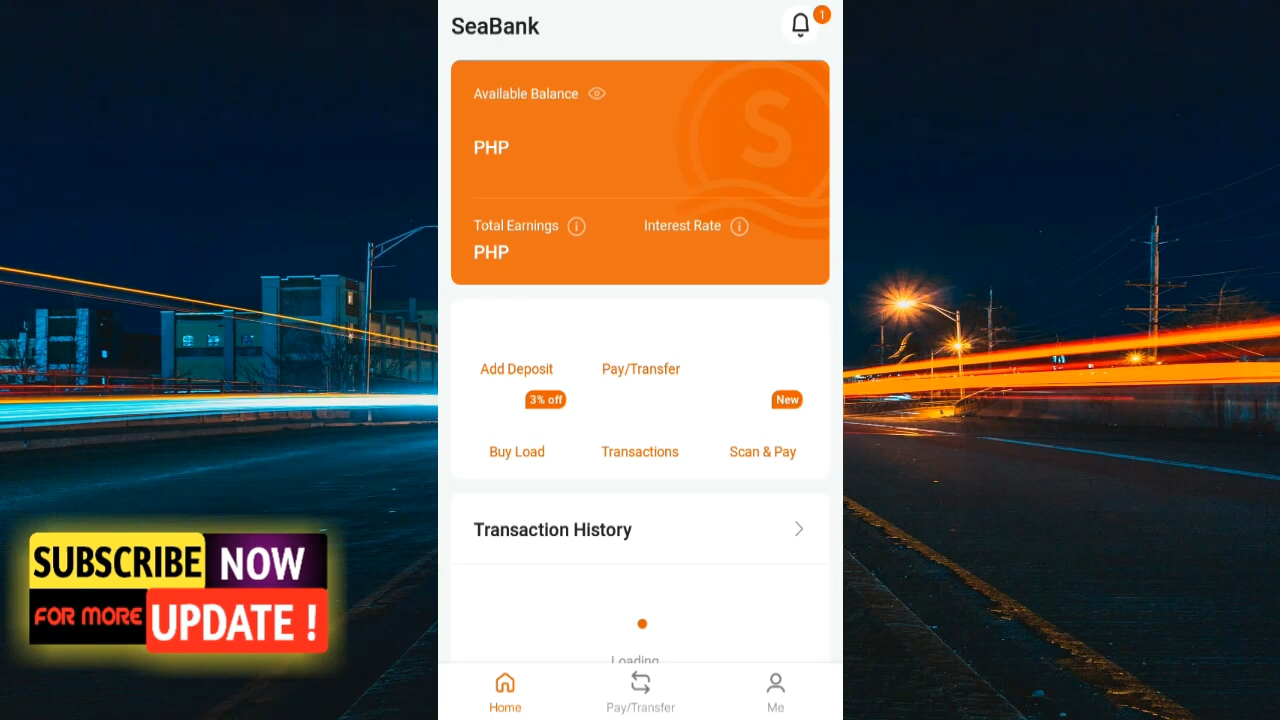 SeaBank
1
Available Balance
PHP
Total Earnings
Interest Rate
PHP
Add Deposit
Pay/Transfer
3% off
New
Buy Load
Transactions
Scan & Pay
Transaction History
Loading
Home
Pay/Transfer
Me
SUBSCRIBE NOW
FOR MORE UPDATE !